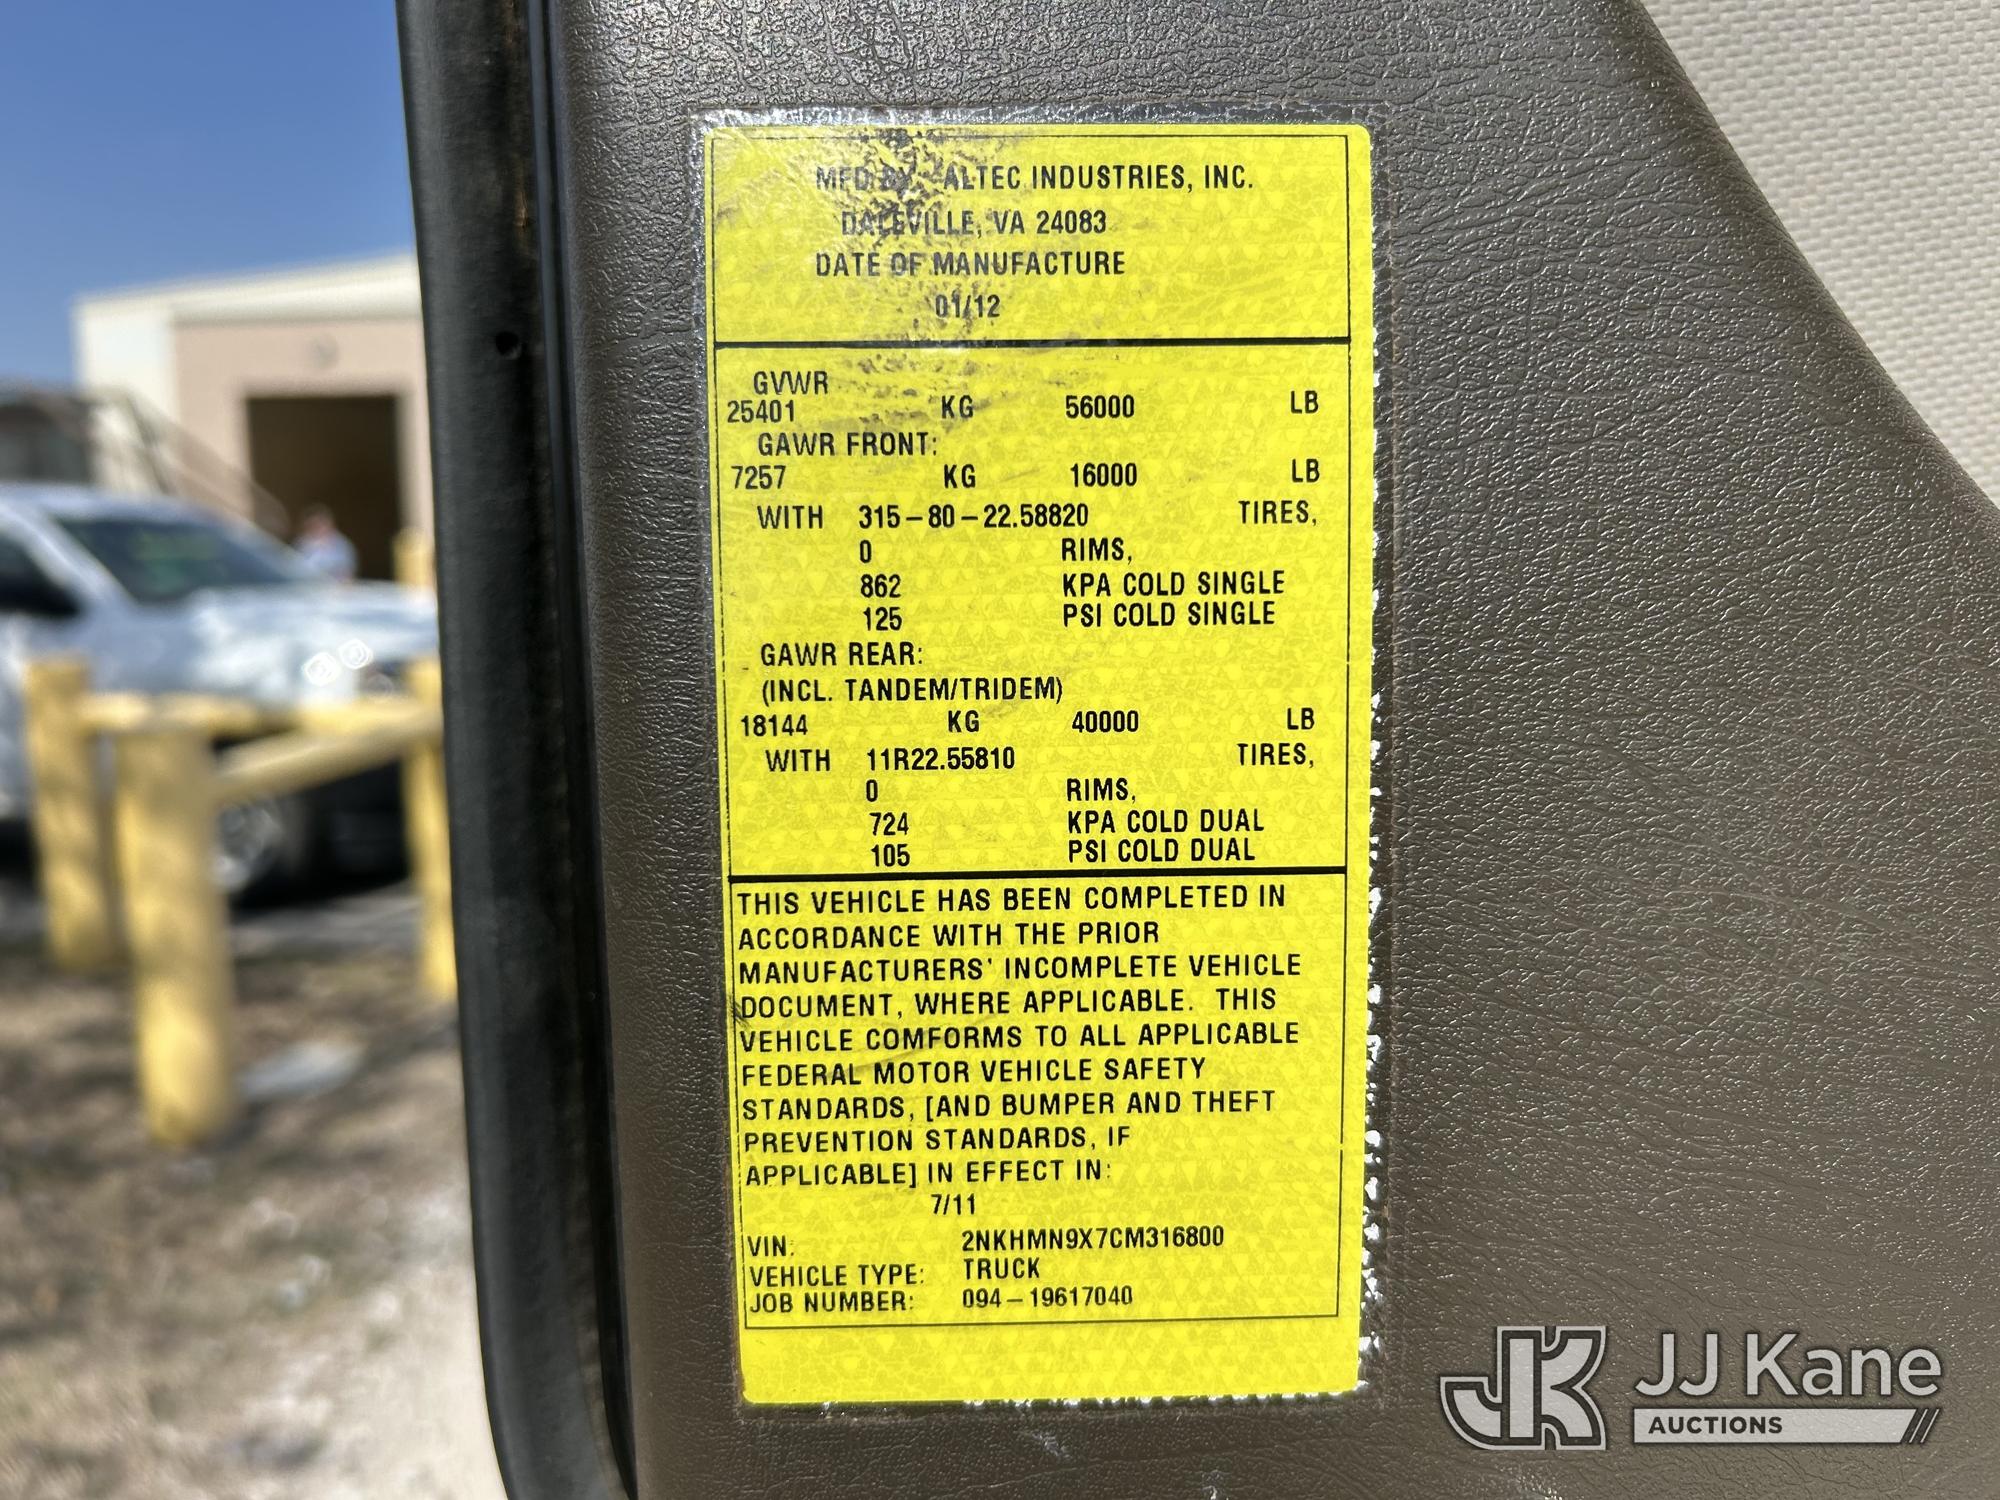 MFD BY ALTEC INDUSTRIES, INC.
DALEVILLE, VA 24083
DATE OF MANUFACTURE
01/12
GVWR
25401 KG 56000 LB
GAWR FRONT:
7257 KG 16000 LB
WITH 315-80-22.58820 TIRES,
0 RIMS,
862 KPA COLD SINGLE
125 PSI COLD SINGLE
GAWR REAR:
(INCL. TANDEM/TRIDEM)
18144 KG 40000 LB
WITH 11R22.55810 TIRES,
0 RIMS,
724 KPA COLD DUAL
105 PSI COLD DUAL
THIS VEHICLE HAS BEEN COMPLETED IN
ACCORDANCE WITH THE PRIOR
MANUFACTURERS' INCOMPLETE VEHICLE
DOCUMENT, WHERE APPLICABLE. THIS
VEHICLE COMFORMS TO ALL APPLICABLE
FEDERAL MOTOR VEHICLE SAFETY
STANDARDS, [AND BUMPER AND THEFT
PREVENTION STANDARDS, IF
APPLICABLE] IN EFFECT IN:
7/11
VIN: 2NKHMN9X7CM316800
VEHICLE TYPE: TRUCK
JOB NUMBER: 094-19617040
JK JJ Kane
AUCTIONS